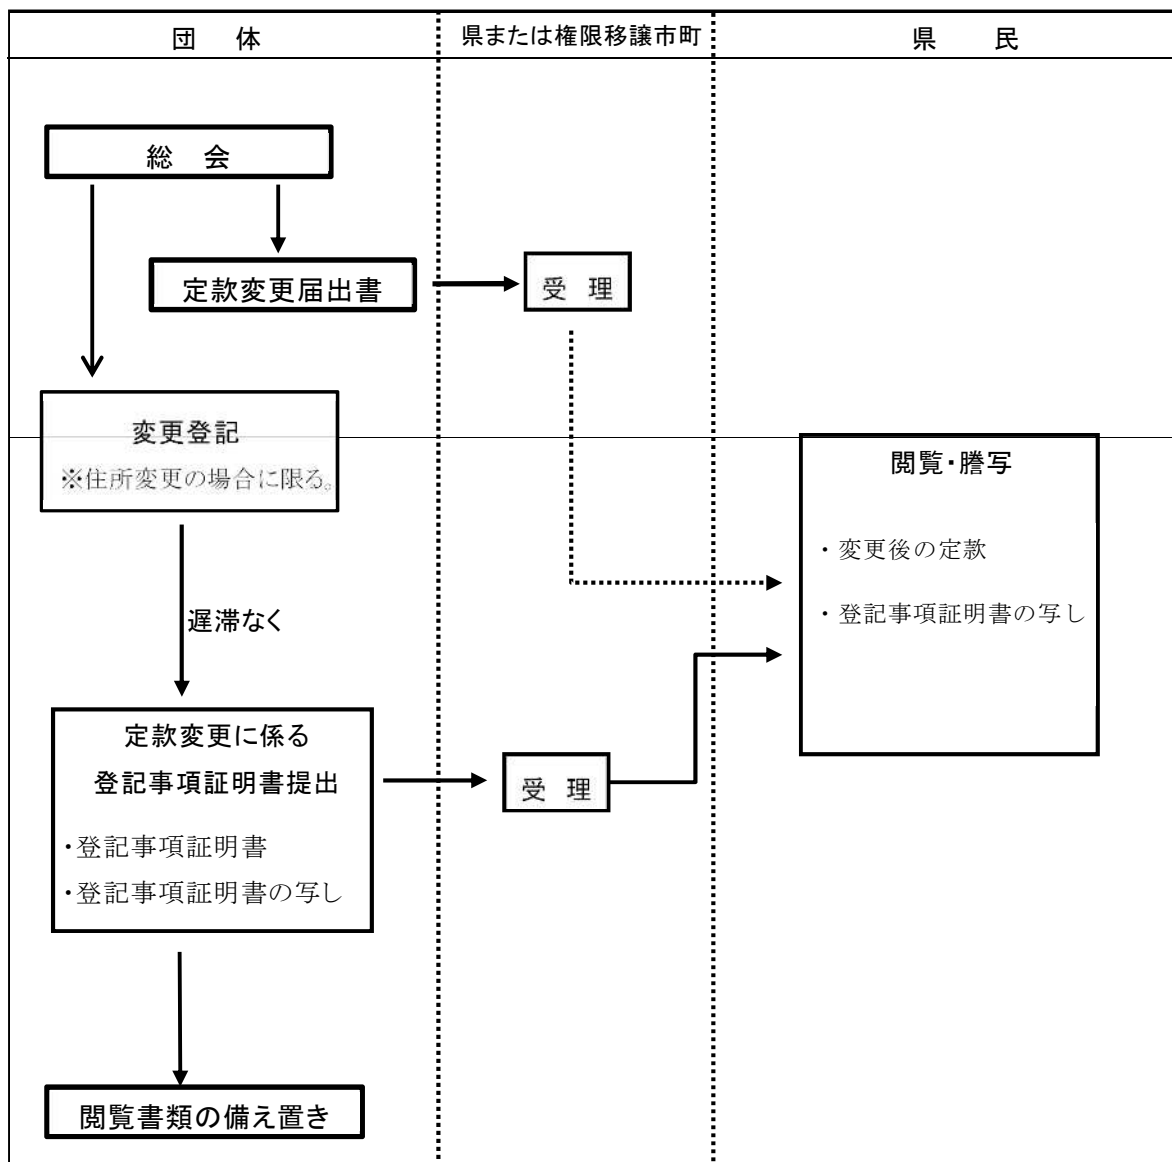 団　体
県または権限移譲市町
県　　民
総　会
定款変更届出書
受　理
変更登記
※住所変更の場合に限る。
遅滞なく
閲覧・謄写
・変更後の定款
・登記事項証明書の写し
定款変更に係る
登記事項証明書提出
・登記事項証明書
・登記事項証明書の写し
受　理
閲覧書類の備え置き